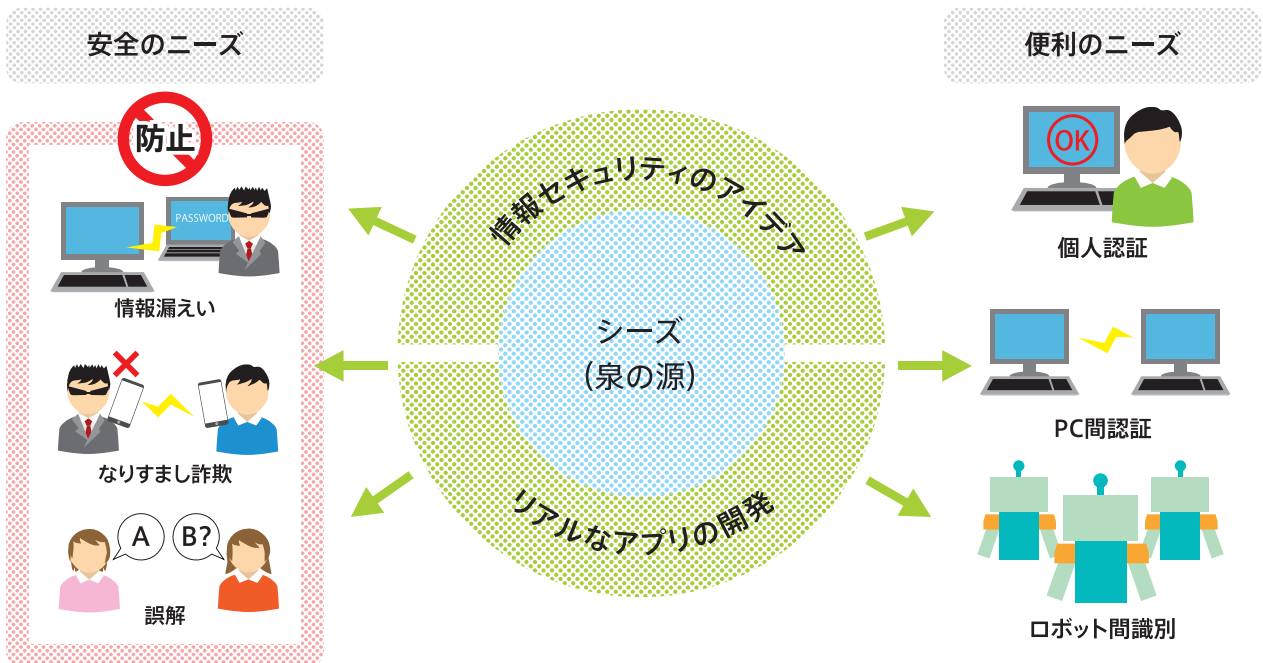 安全のニーズ
防止
PASSWORD
情報漏えい
なりすまし詐欺
A
B?
誤解
情報セキュリティのアイデア
シーズ
(泉の源)
リアルなアプリの開発
便利のニーズ
OK
個人認証
PC間認証
ロボット間識別